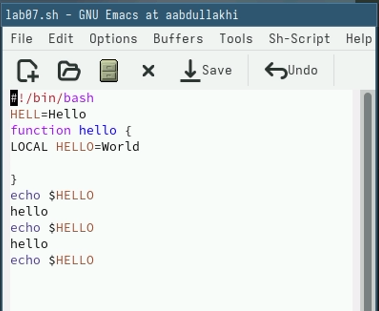 lab07.sh - GNU Emacs at aabdullakhi
File Edit Options Buffers Tools Sh-Script Help
Save Undo
#!/bin/bash
HELL=Hello
function hello {
LOCAL HELLO=World
}
echo $HELLO
hello
echo $HELLO
hello
echo $HELLO